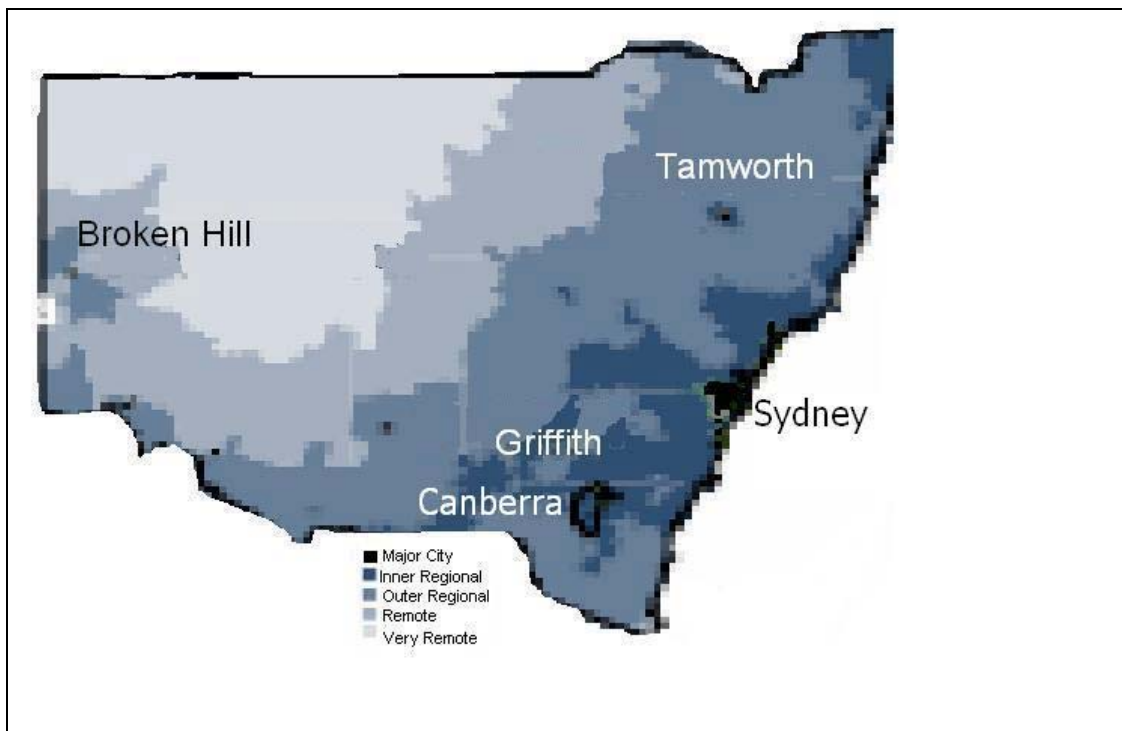 Tamworth
Broken Hill
Sydney
Griffith
Canberra
Major City
Inner Regional
Outer Regional
Remote
Very Remote